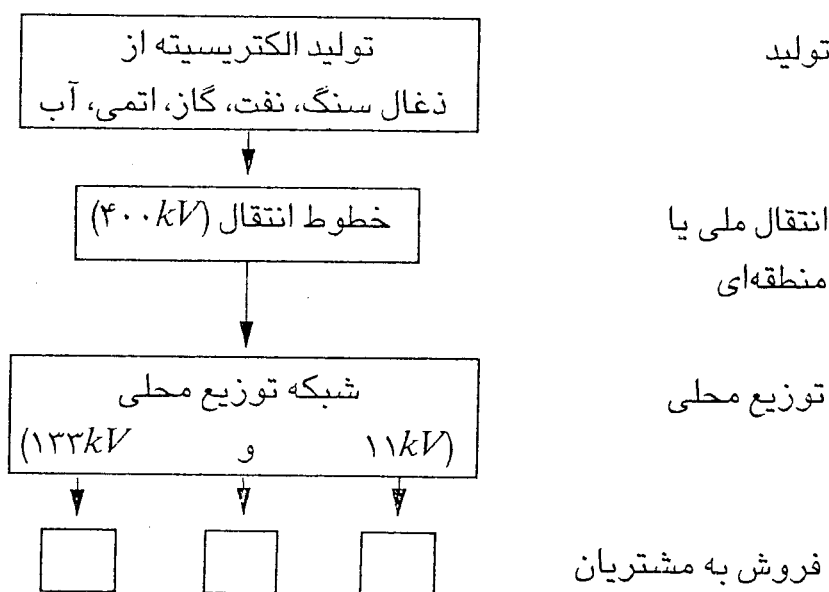 تولید
تولید الکتریسیته از
ذغال سنگ، نفت، گاز، اتمی، آب
انتقال ملی یا
منطقه‌ای
خطوط انتقال (۴۰۰kV)
توزیع محلی
شبکه توزیع محلی
(۱۱kV و ۱۳۳kV)
فروش به مشتریان